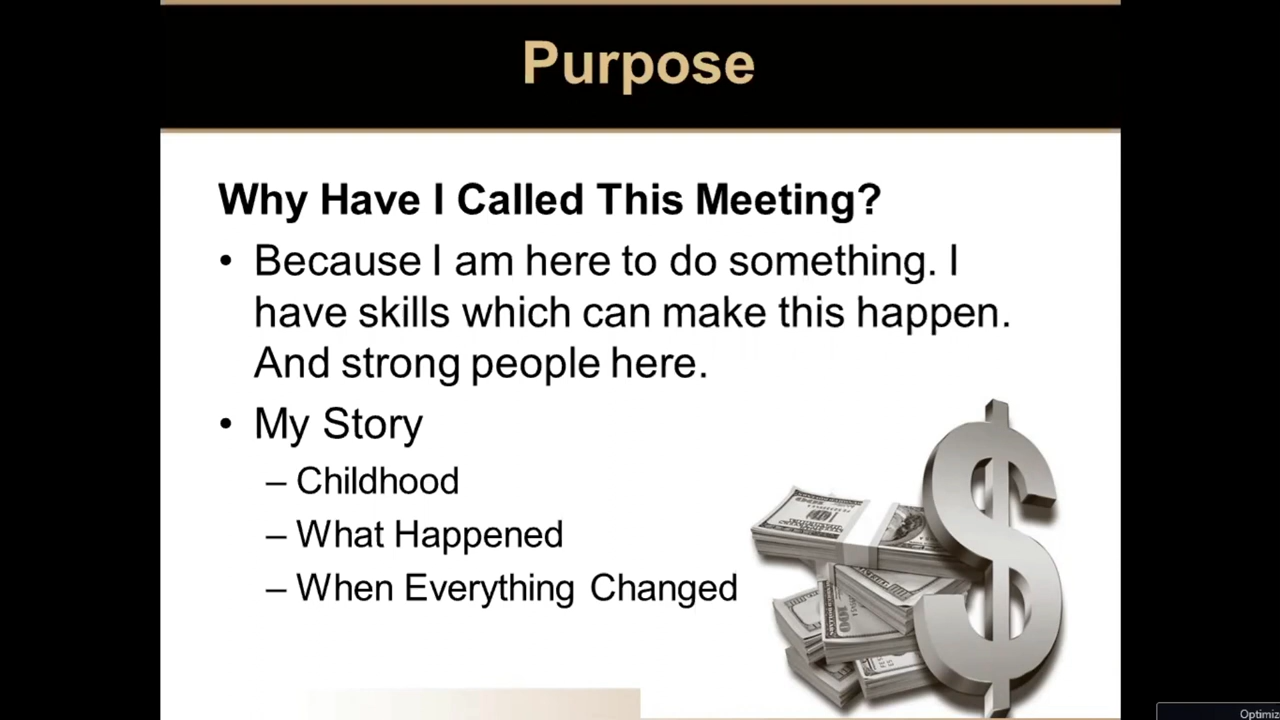 Purpose
Why Have I Called This Meeting?
• Because I am here to do something. I
have skills which can make this happen.
And strong people here.
• My Story
– Childhood
– What Happened
– When Everything Changed